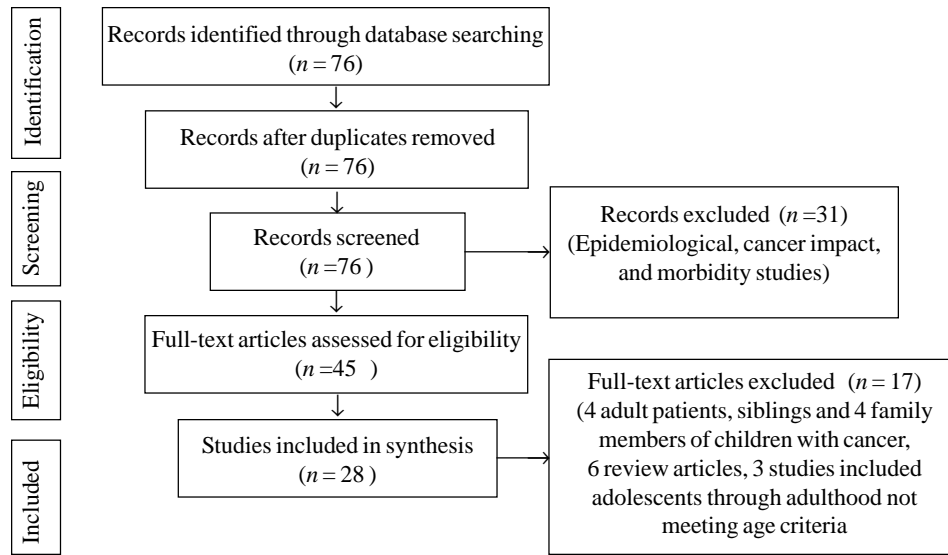 Identification
Records identified through database searching
(n = 76)
Records after duplicates removed
(n = 76)
Screening
Records screened
(n =76 )
Records excluded (n =31)
(Epidemiological, cancer impact,
and morbidity studies)
Eligibility
Full-text articles assessed for eligibility
(n =45 )
Full-text articles excluded (n = 17)
(4 adult patients, siblings and 4 family
members of children with cancer,
6 review articles, 3 studies included
adolescents through adulthood not
meeting age criteria
Included
Studies included in synthesis
(n = 28 )